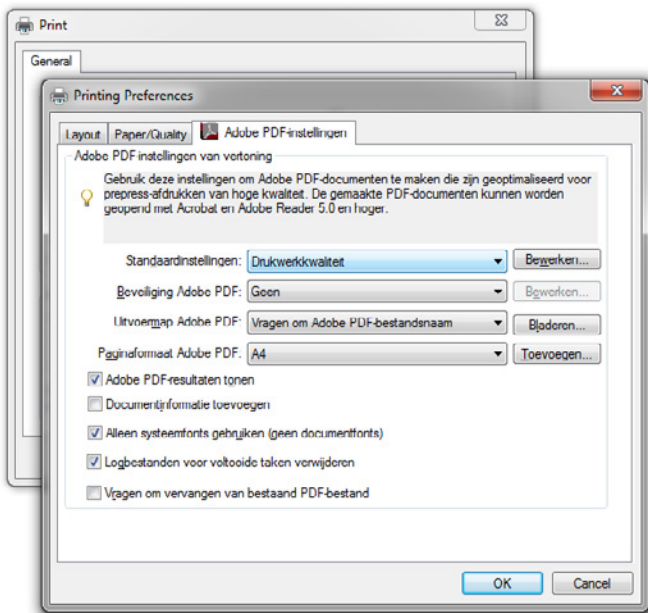 Print
General
Printing Preferences
Layout Paper/Quality Adobe PDF-instellingen
Adobe PDF instellingen van vertoning
Gebruik deze instellingen om Adobe PDF-documenten te maken die zijn geoptimaliseerd voor
prepress-afdrukken van hoge kwaliteit. De gemaakte PDF-documenten kunnen worden
geopend met Acrobat en Adobe Reader 5.0 en hoger.
Standaardinstellingen: Drukwerkkwaliteit Bewerken...
Beveiliging Adobe PDF: Geen Bewerken...
Uitvoermap Adobe PDF: Vragen om Adobe PDF-bestandsnaam Bladeren...
Paginaformaat Adobe PDF: A4 Toevoegen...
Adobe PDF-resultaten tonen
Documentinformatie toevoegen
Alleen systeemfonts gebruiken (geen documentfonts)
Logbestanden voor voltooide taken verwijderen
Vragen om vervangen van bestaand PDF-bestand
OK Cancel